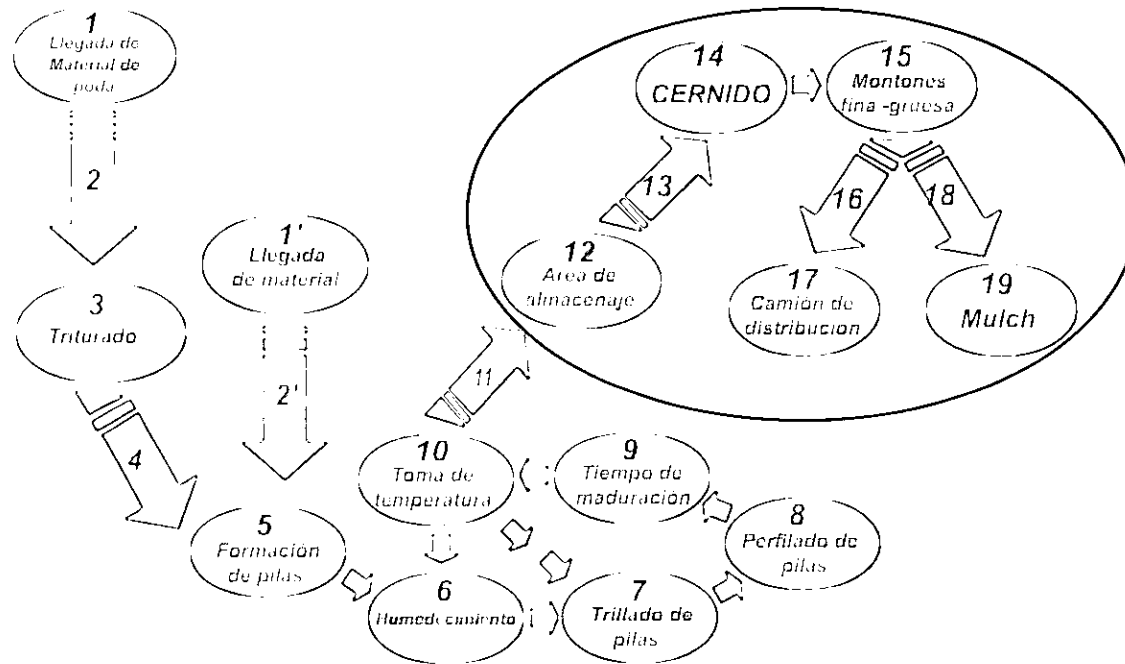 1
Llegada de
Material de
poda
2
3
Triturado
4
1'
Llegada
de material
2'
5
Formación
de pilas
6
Humedecimiento
7
Trillado de
pilas
8
Perfilado de
pilas
9
Tiempo de
maduración
10
Toma de
temperatura
11
12
Area de
almacenaje
13
14
CERNIDO
15
Montones
fina -gruesa
16
17
Camión de
distribucion
18
19
Mulch